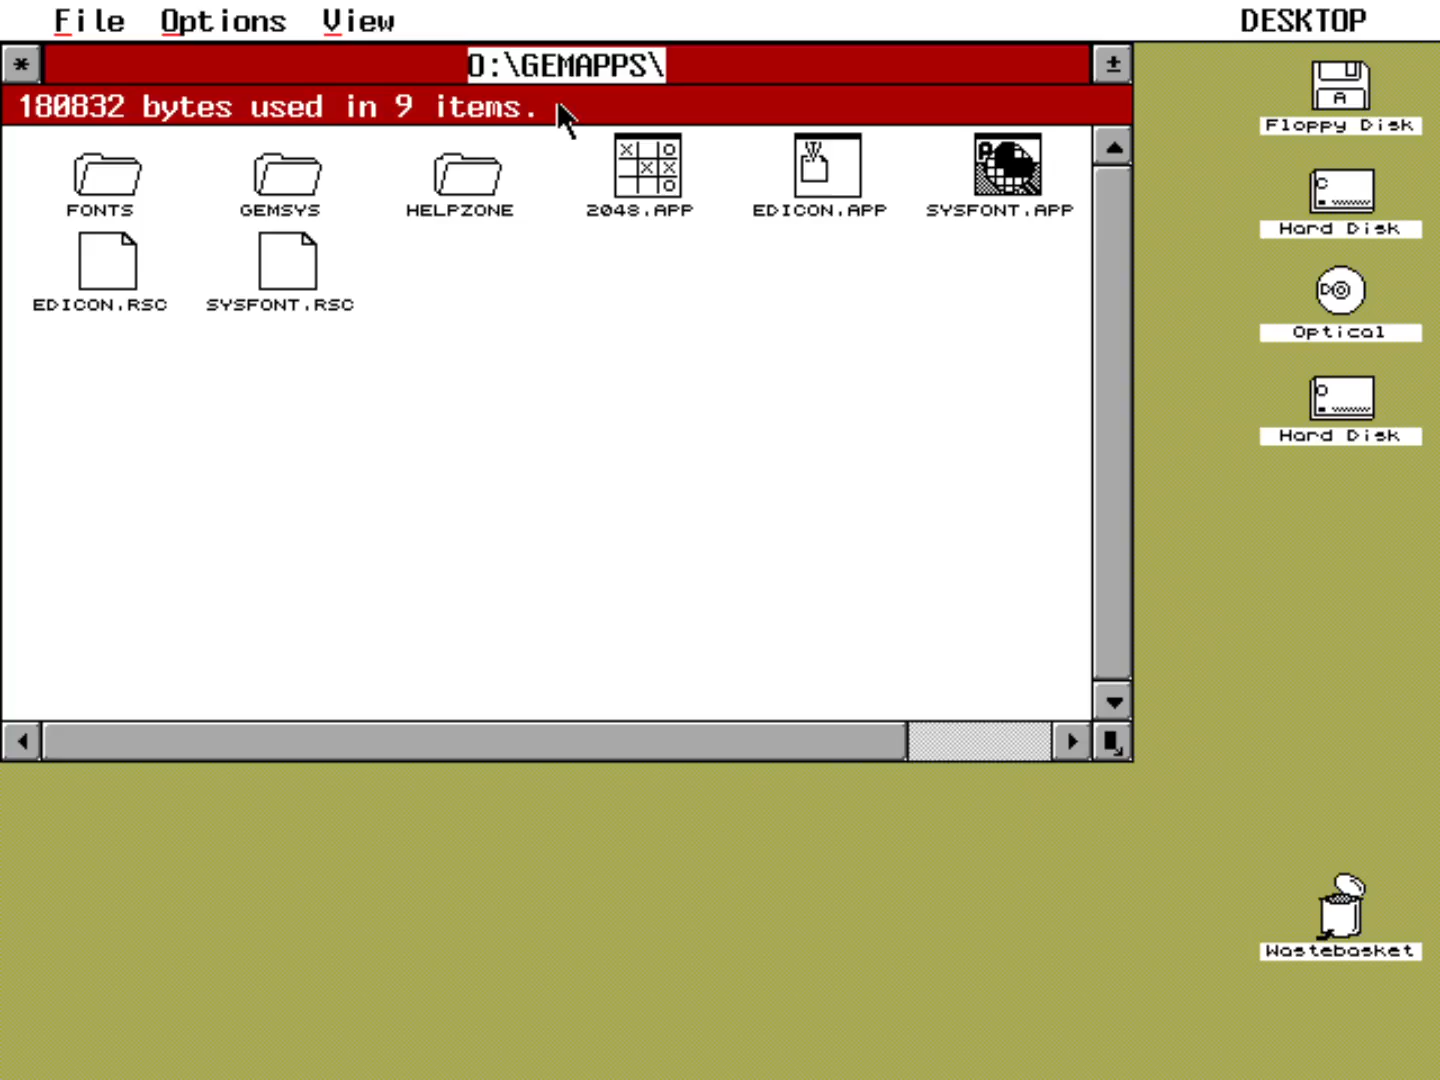 File Options View DESKTOP
O:\GEMAPPS\
180832 bytes used in 9 items.
FONTS GEMSYS HELPZONE 2048.APP EDICON.APP SYSFONT.APP
EDICON.RSC SYSFONT.RSC
A
Floppy Disk
C
Hard Disk
D
Optical
O
Hard Disk
Wastebasket